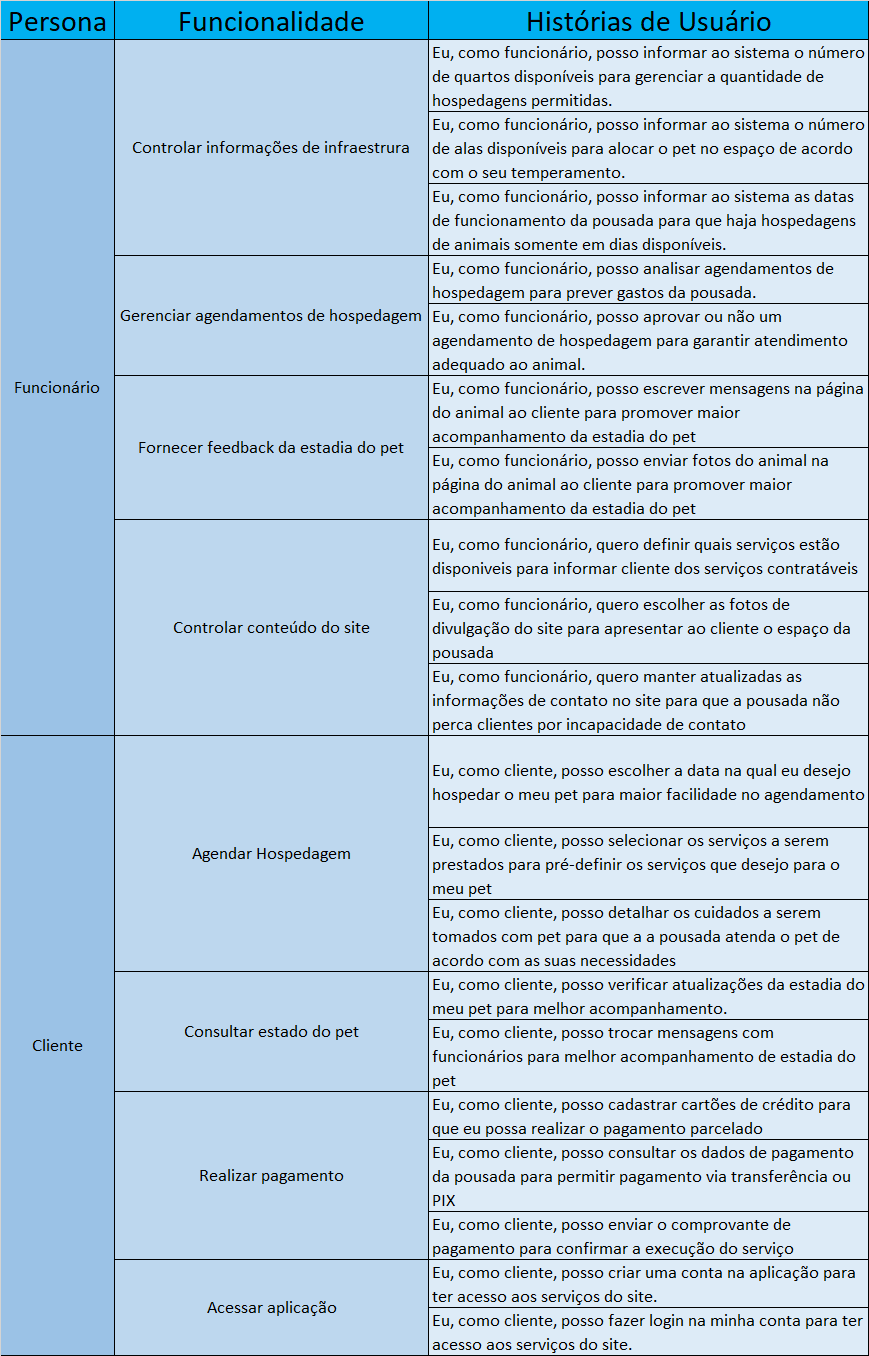 Persona
Funcionalidade
Histórias de Usuário
Funcionário
Controlar informações de infraestrura
Eu, como funcionário, posso informar ao sistema o número
de quartos disponíveis para gerenciar a quantidade de
hospedagens permitidas.
Eu, como funcionário, posso informar ao sistema o número
de alas disponíveis para alocar o pet no espaço de acordo
com o seu temperamento.
Eu, como funcionário, posso informar ao sistema as datas
de funcionamento da pousada para que haja hospedagens
de animais somente em dias disponíveis.
Gerenciar agendamentos de hospedagem
Eu, como funcionário, posso analisar agendamentos de
hospedagem para prever gastos da pousada.
Eu, como funcionário, posso aprovar ou não um
agendamento de hospedagem para garantir atendimento
adequado ao animal.
Fornecer feedback da estadia do pet
Eu, como funcionário, posso escrever mensagens na página
do animal ao cliente para promover maior
acompanhamento da estadia do pet
Eu, como funcionário, posso enviar fotos do animal na
página do animal ao cliente para promover maior
acompanhamento da estadia do pet
Controlar conteúdo do site
Eu, como funcionário, quero definir quais serviços estão
disponiveis para informar cliente dos serviços contratáveis
Eu, como funcionário, quero escolher as fotos de
divulgação do site para apresentar ao cliente o espaço da
pousada
Eu, como funcionário, quero manter atualizadas as
informações de contato no site para que a pousada não
perca clientes por incapacidade de contato
Cliente
Agendar Hospedagem
Eu, como cliente, posso escolher a data na qual eu desejo
hospedar o meu pet para maior facilidade no agendamento
Eu, como cliente, posso selecionar os serviços a serem
prestados para pré-definir os serviços que desejo para o
meu pet
Eu, como cliente, posso detalhar os cuidados a serem
tomados com pet para que a a pousada atenda o pet de
acordo com as suas necessidades
Consultar estado do pet
Eu, como cliente, posso verificar atualizações da estadia do
meu pet para melhor acompanhamento.
Eu, como cliente, posso trocar mensagens com
funcionários para melhor acompanhamento de estadia do
pet
Realizar pagamento
Eu, como cliente, posso cadastrar cartões de crédito para
que eu possa realizar o pagamento parcelado
Eu, como cliente, posso consultar os dados de pagamento
da pousada para permitir pagamento via transferência ou
PIX
Eu, como cliente, posso enviar o comprovante de
pagamento para confirmar a execução do serviço
Acessar aplicação
Eu, como cliente, posso criar uma conta na aplicação para
ter acesso aos serviços do site.
Eu, como cliente, posso fazer login na minha conta para ter
acesso aos serviços do site.